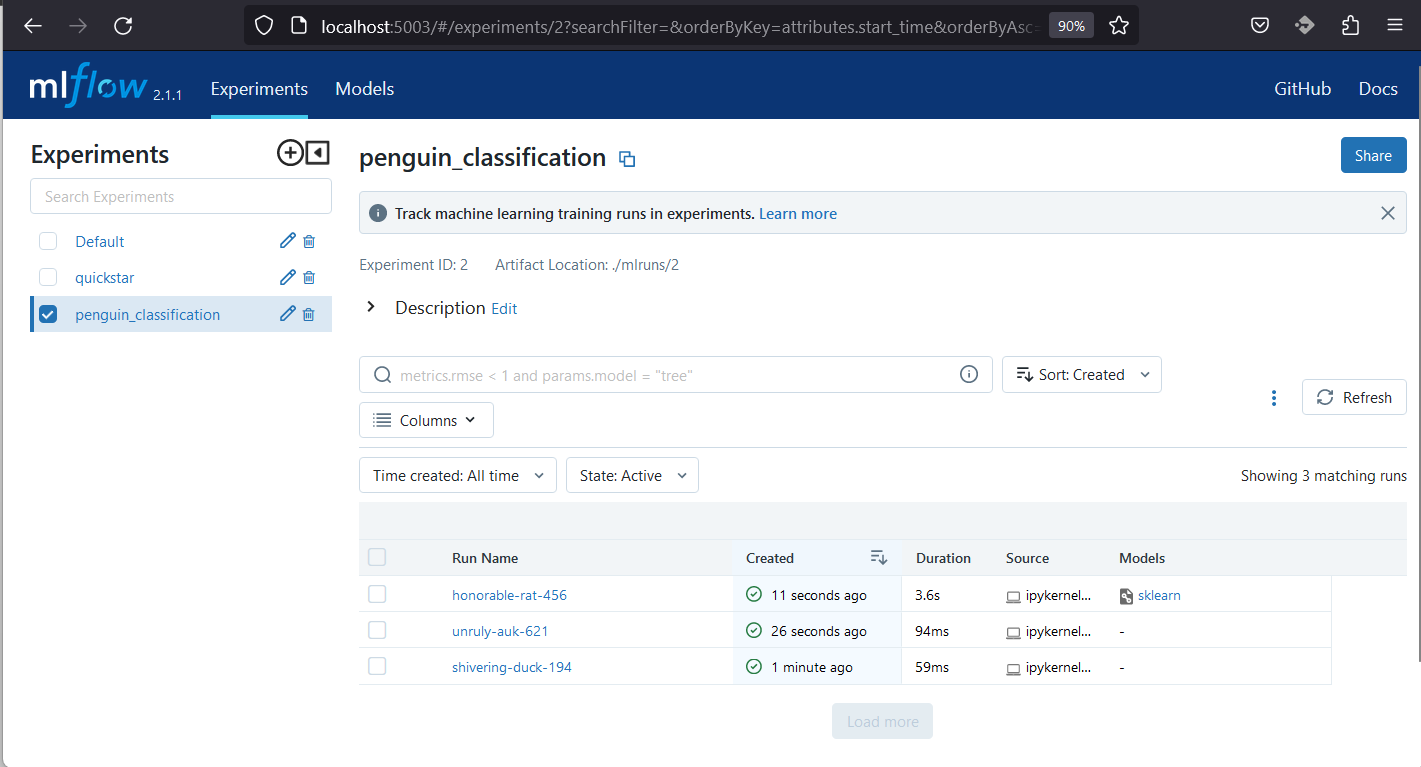 localhost:5003/#/experiments/2?searchFilter=&orderByKey=attributes.start_time&orderByAsc= 90%
mlflow 2.1.1 Experiments Models GitHub Docs
Experiments
Search Experiments
Default
quickstar
penguin_classification
penguin_classification Share
Track machine learning training runs in experiments. Learn more
Experiment ID: 2 Artifact Location: ./mlruns/2
Description Edit
metrics.rmse < 1 and params.model = "tree" Sort: Created
Refresh
Columns
Time created: All time State: Active Showing 3 matching runs
Run Name Created Duration Source Models
honorable-rat-456 11 seconds ago 3.6s ipykernel... sklearn
unruly-auk-621 26 seconds ago 94ms ipykernel... -
shivering-duck-194 1 minute ago 59ms ipykernel... -
Load more